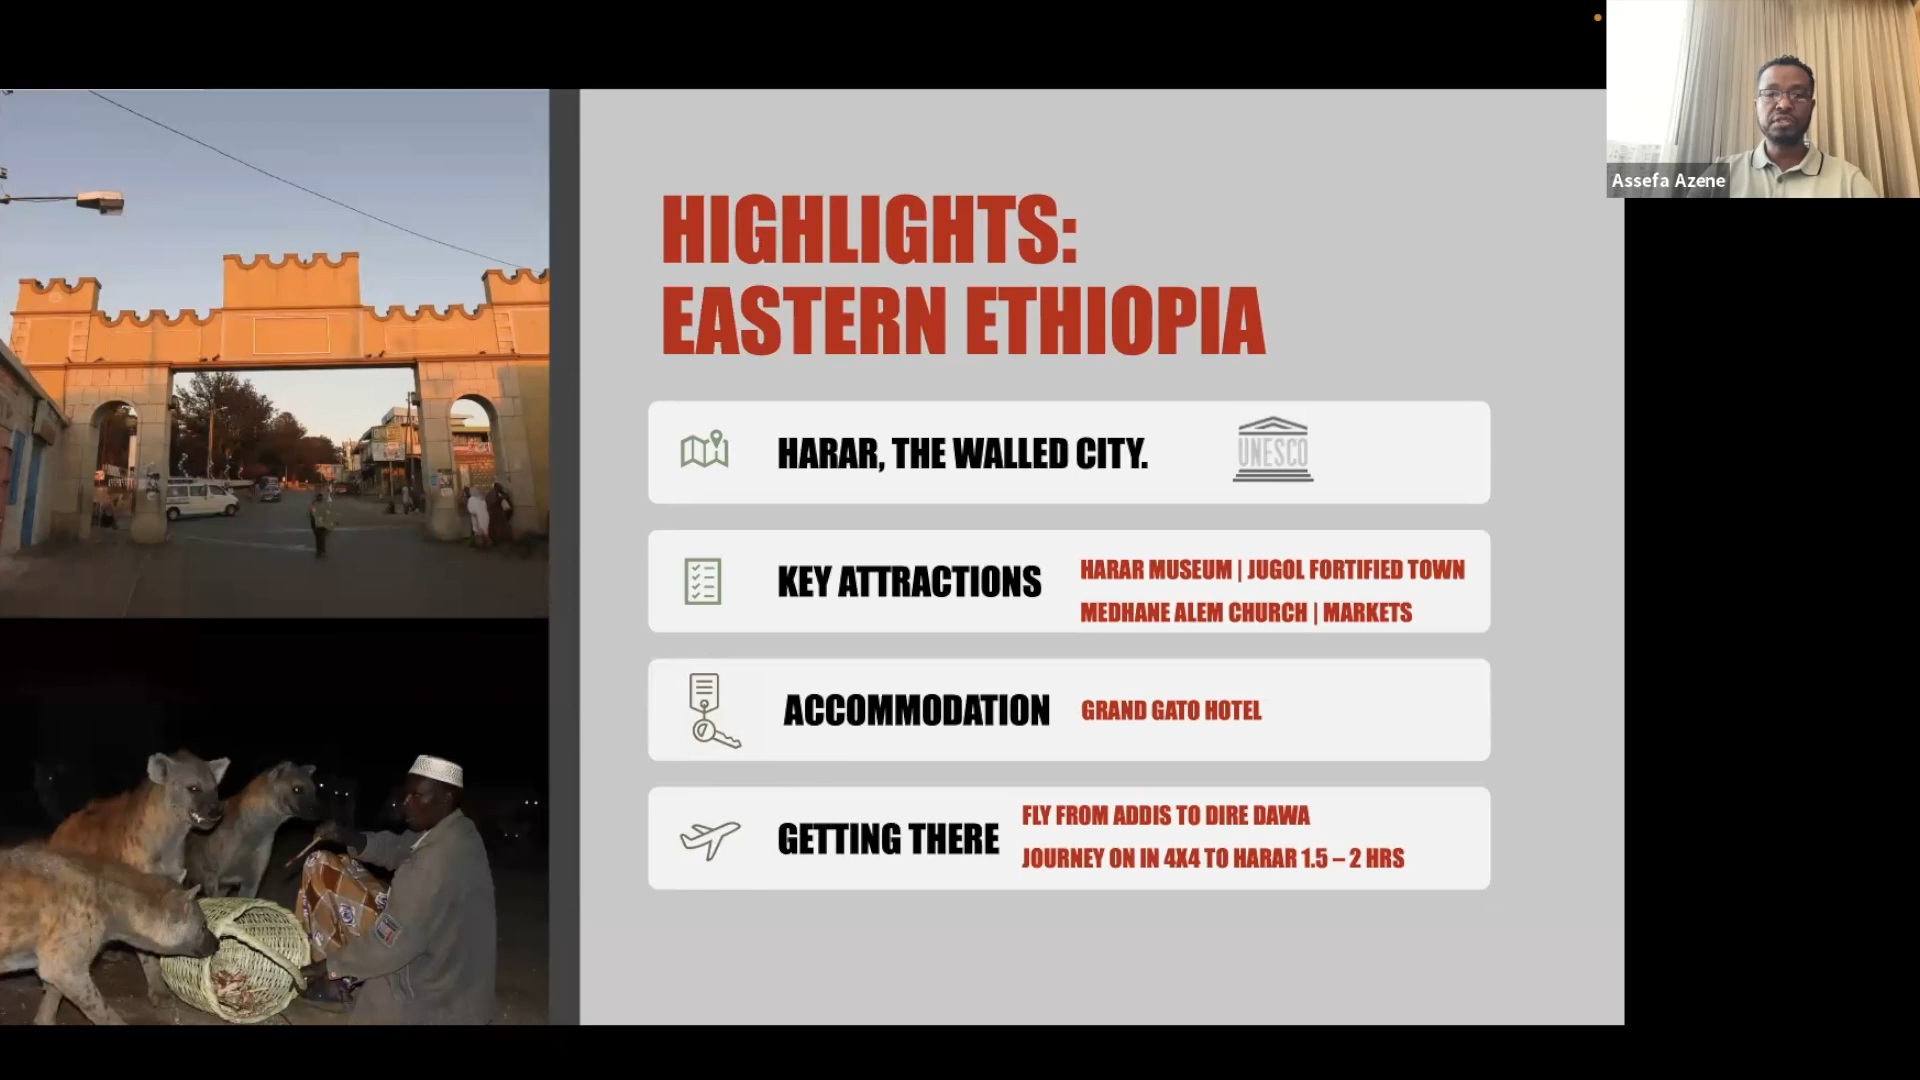 Assefa Azene
HIGHLIGHTS:
EASTERN ETHIOPIA
HARAR, THE WALLED CITY.
UNESCO
KEY ATTRACTIONS
HARAR MUSEUM | JUGOL FORTIFIED TOWN
MEDHANE ALEM CHURCH | MARKETS
ACCOMMODATION
GRAND GATO HOTEL
GETTING THERE
FLY FROM ADDIS TO DIRE DAWA
JOURNEY ON IN 4X4 TO HARAR 1.5 – 2 HRS